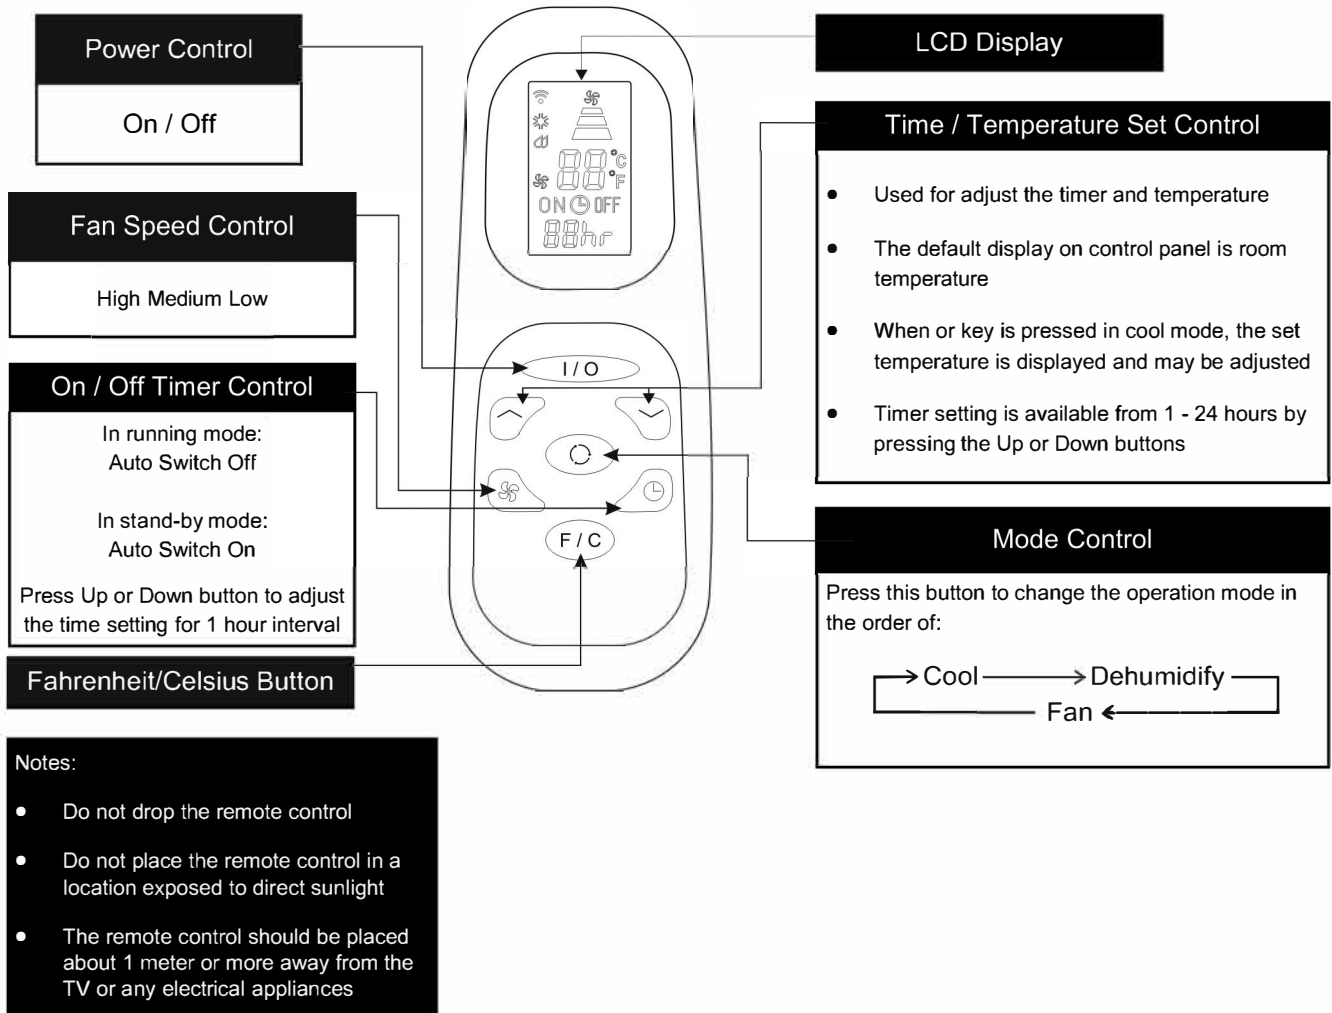 Power Control
On / Off
Fan Speed Control
High Medium Low
On / Off Timer Control
In running mode:
Auto Switch Off
In stand-by mode:
Auto Switch On
Press Up or Down button to adjust
the time setting for 1 hour interval
Fahrenheit/Celsius Button
Notes:
● Do not drop the remote control
● Do not place the remote control in a
location exposed to direct sunlight
● The remote control should be placed
about 1 meter or more away from the
TV or any electrical appliances
88 °C
°F
ON OFF
88hr
I / O
F / C
LCD Display
Time / Temperature Set Control
● Used for adjust the timer and temperature
● The default display on control panel is room
temperature
● When or key is pressed in cool mode, the set
temperature is displayed and may be adjusted
● Timer setting is available from 1 - 24 hours by
pressing the Up or Down buttons
Mode Control
Press this button to change the operation mode in
the order of:
Cool Dehumidify
Fan